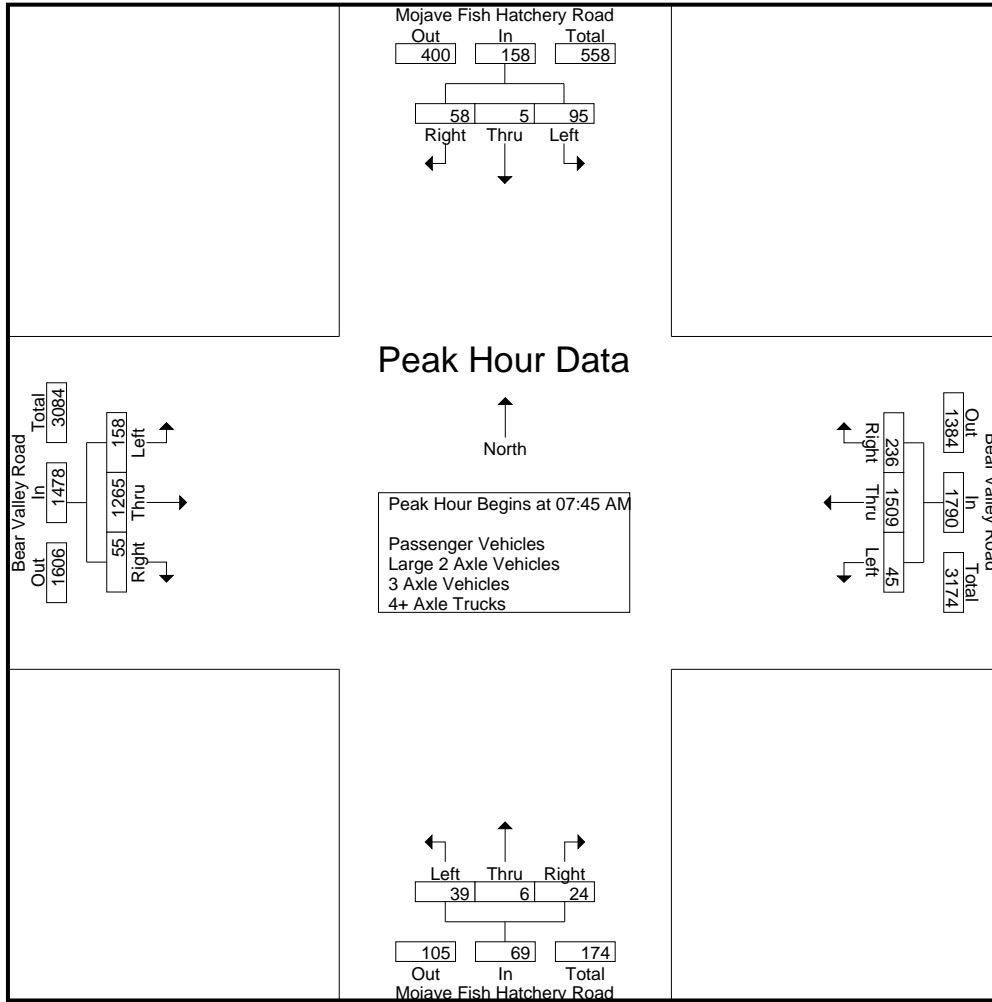 Mojave Fish Hatchery Road
Out In Total
400 158 558
58 5 95
Right Thru Left
Peak Hour Data
North
Peak Hour Begins at 07:45 AM
Passenger Vehicles
Large 2 Axle Vehicles
3 Axle Vehicles
4+ Axle Trucks
Bear Valley Road
Out In Total
1606 1478 3084
55 1265 158
Right Thru Left
Bear Valley Road
Out In Total
1384 1790 3174
236 1509 45
Right Thru Left
Left Thru Right
39 6 24
105 69 174
Out In Total
Mojave Fish Hatchery Road